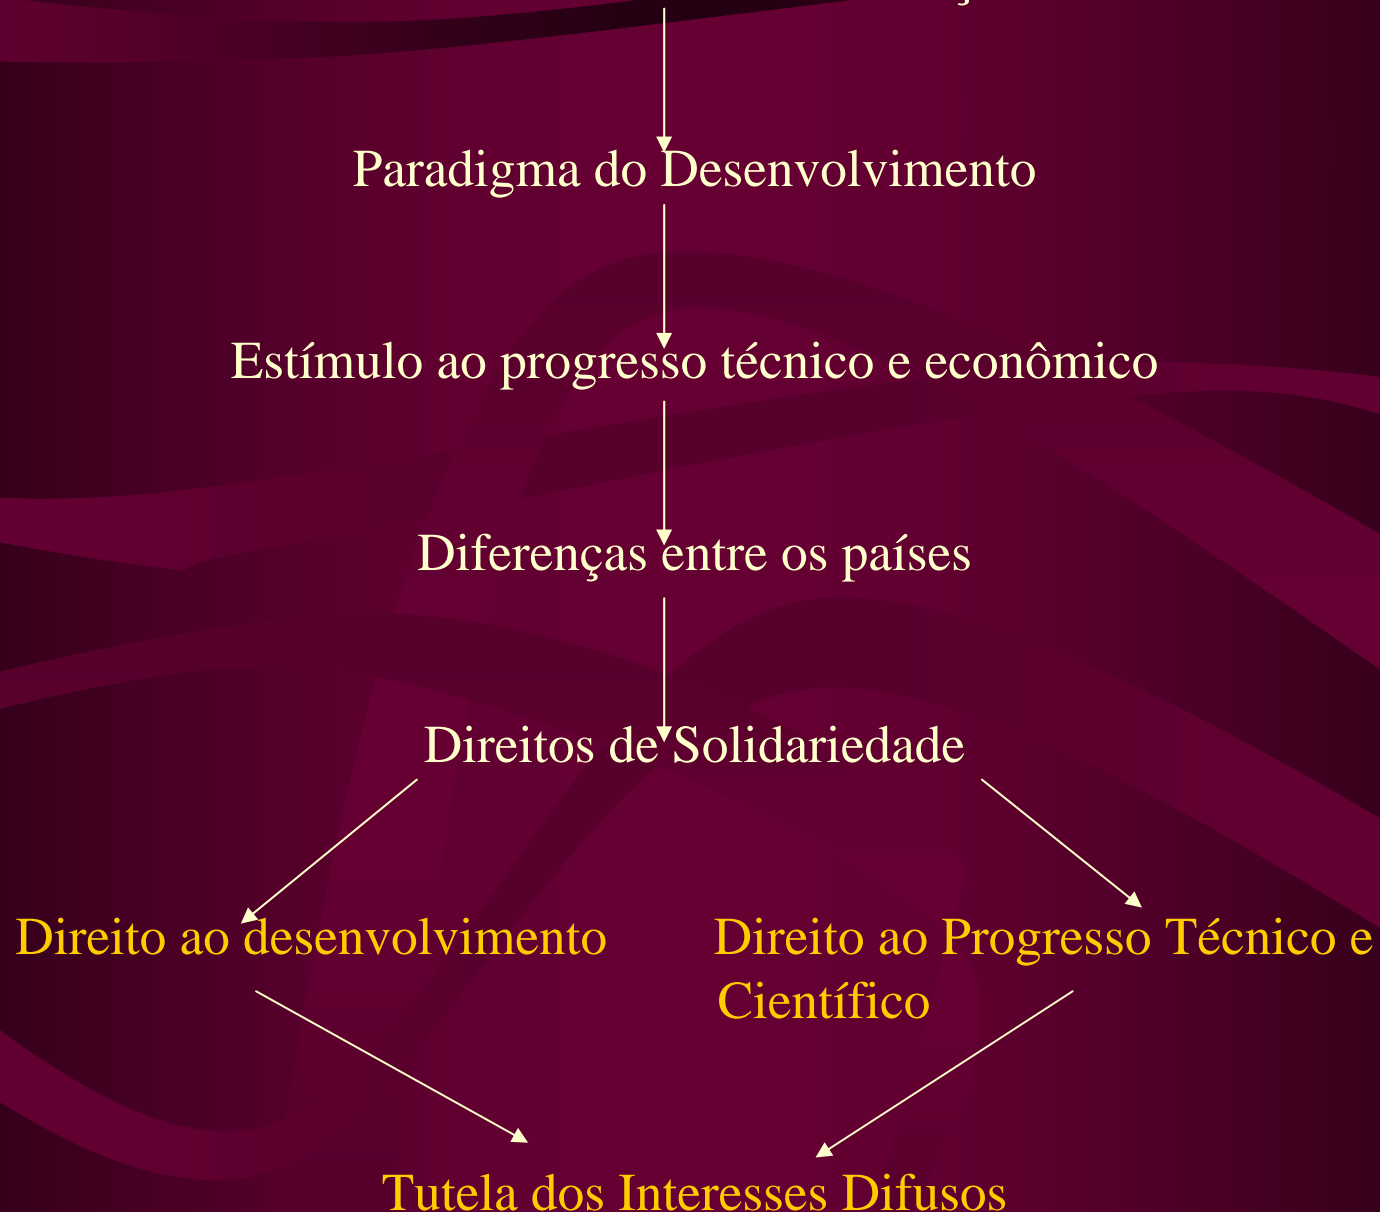 Paradigma do Desenvolvimento
Estímulo ao progresso técnico e econômico
Diferenças entre os países
Direitos de Solidariedade
Direito ao desenvolvimento
Direito ao Progresso Técnico e
Científico
Tutela dos Interesses Difusos